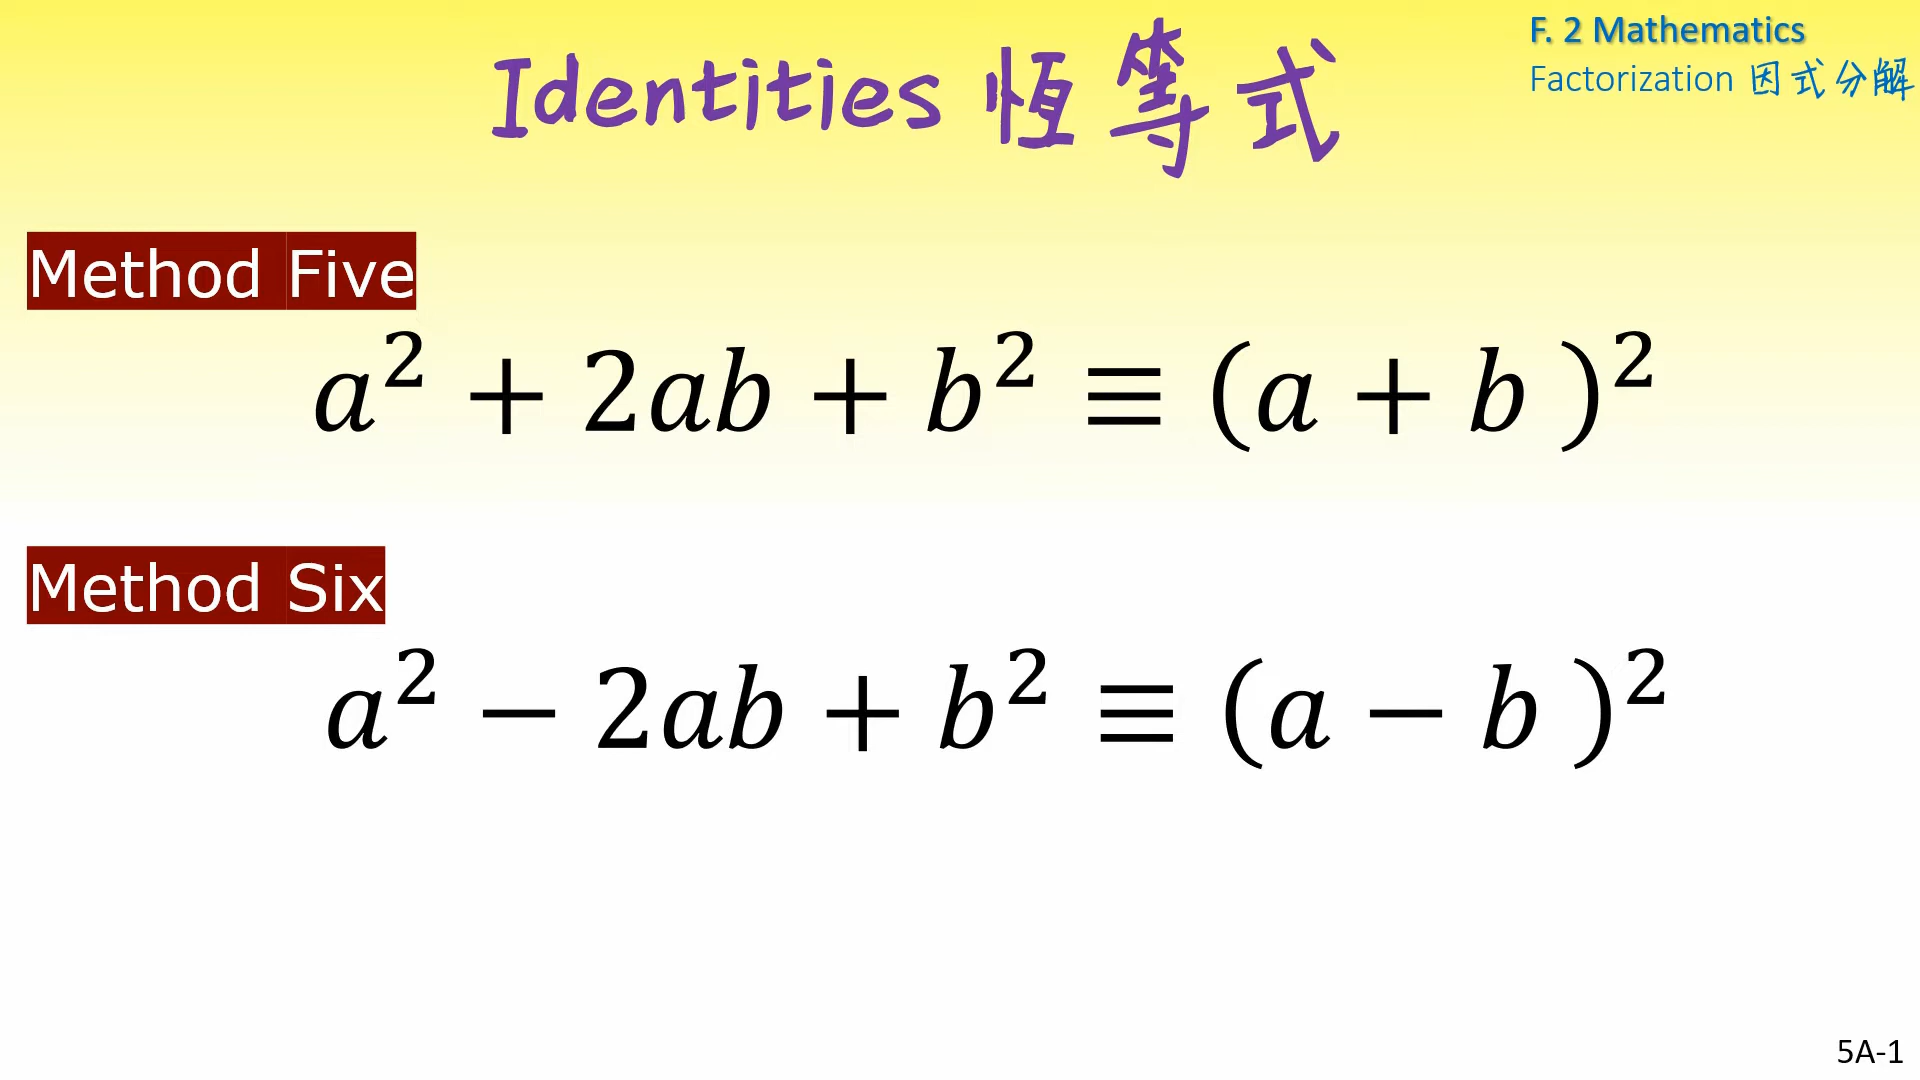 F. 2 Mathematics
Factorization 因式分解
Identities 恆等式
Method Five
a² + 2ab + b² ≡ (a + b )²
Method Six
a² − 2ab + b² ≡ (a − b )²
5A-1